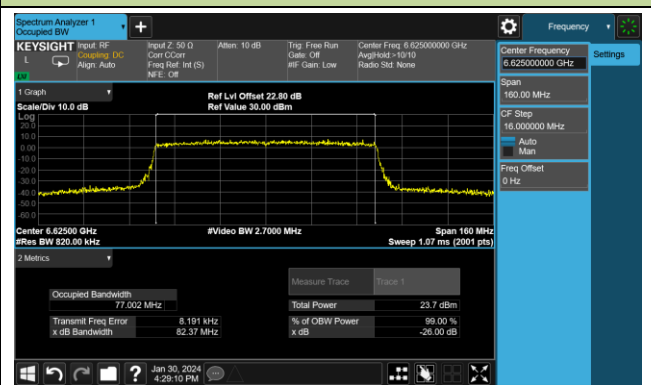 Spectrum Analyzer 1
Occupied BW
Frequency
KEYSIGHT
L
Input: RF
Coupling: DC
Align: Auto
Input Z: 50 Ω
Corr CCorr
Freq Ref: Int (S)
NFE: Off
Atten: 10 dB
Trig: Free Run
Gate: Off
#IF Gain: Low
Center Freq: 6.625000000 GHz
Avg|Hold:>10/10
Radio Std: None
Center Frequency
6.625000000 GHz
Settings
Span
160.00 MHz
CF Step
16.000000 MHz
Auto
Man
Freq Offset
0 Hz
1 Graph
Scale/Div 10.0 dB
Ref Lvl Offset 22.80 dB
Ref Value 30.00 dBm
Log
20.0
10.0
0.00
-10.0
-20.0
-30.0
-40.0
-50.0
-60.0
Center 6.62500 GHz
#Video BW 2.7000 MHz
Span 160 MHz
#Res BW 820.00 kHz
Sweep 1.07 ms (2001 pts)
2 Metrics
Measure Trace
Trace 1
Occupied Bandwidth
77.002 MHz
Total Power
23.7 dBm
Transmit Freq Error
8.191 kHz
% of OBW Power
99.00 %
x dB Bandwidth
82.37 MHz
x dB
-26.00 dB
Jan 30, 2024
4:29:10 PM